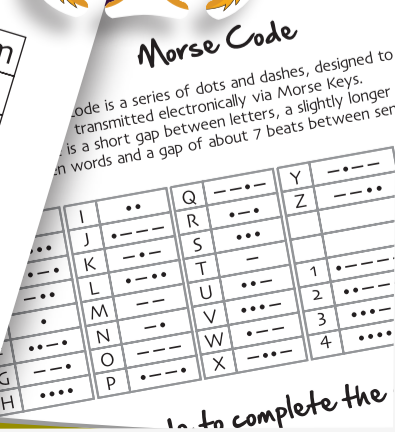 n
Morse Code
ode is a series of dots and dashes, designed to
transmitted electronically via Morse Keys.
is a short gap between letters, a slightly longer
n words and a gap of about 7 beats between sen
I •• Q – – • – Y – • – –
J • – – – R • – • Z – – • •
K – • – S • • •
L • – • • T –
M – – U • • – 1 • – – – –
N – • V • • • – 2 • • – – –
O – – – W • – – 3 • • • – –
G – – • P • – – • X – • • – 4 • • • •
H • • • •
to complete the